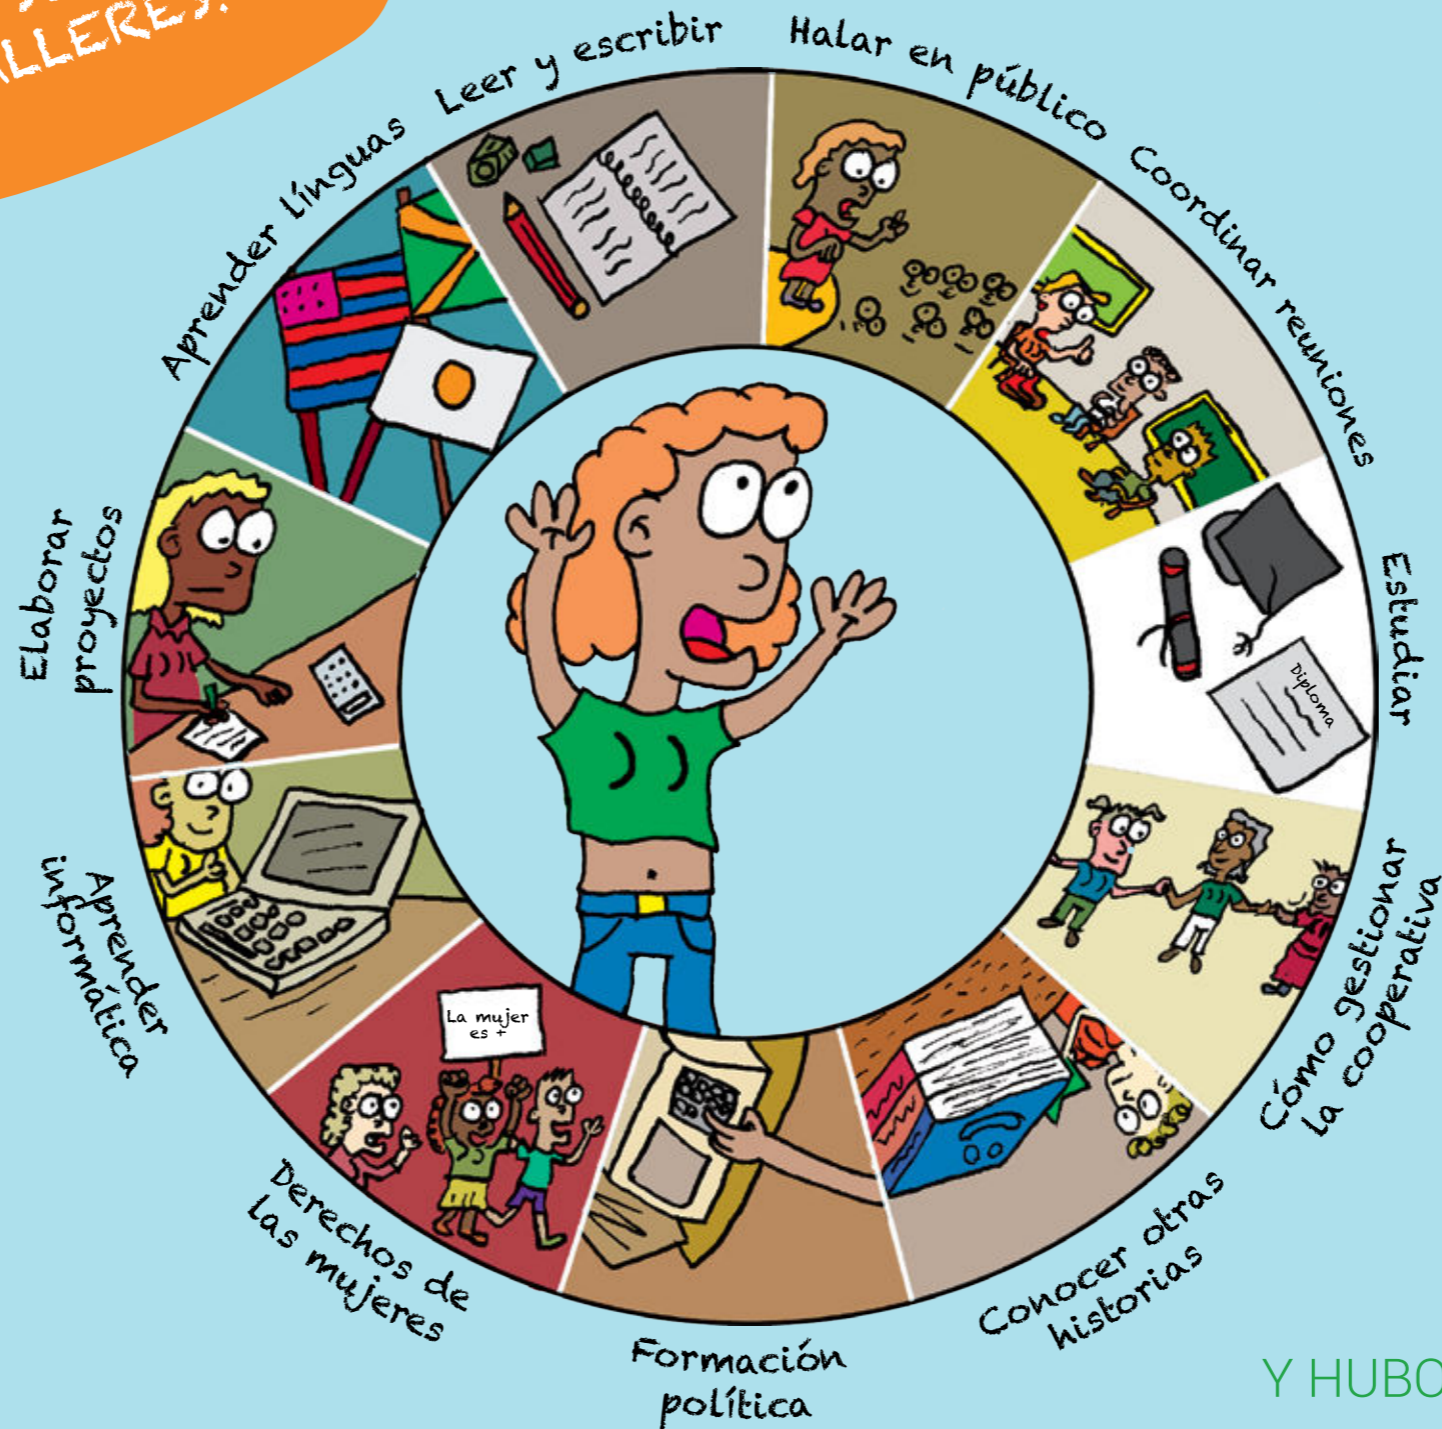 Leer y escribir
Halar en público
Coordinar reuniones
Estudiar
Diploma
Cómo gestionar
la cooperativa
Conocer otras
historias
Formación
política
Derechos de
las mujeres
La mujer
es +
Aprender
informática
Elaborar
proyectos
Aprender línguas
Y HUBO